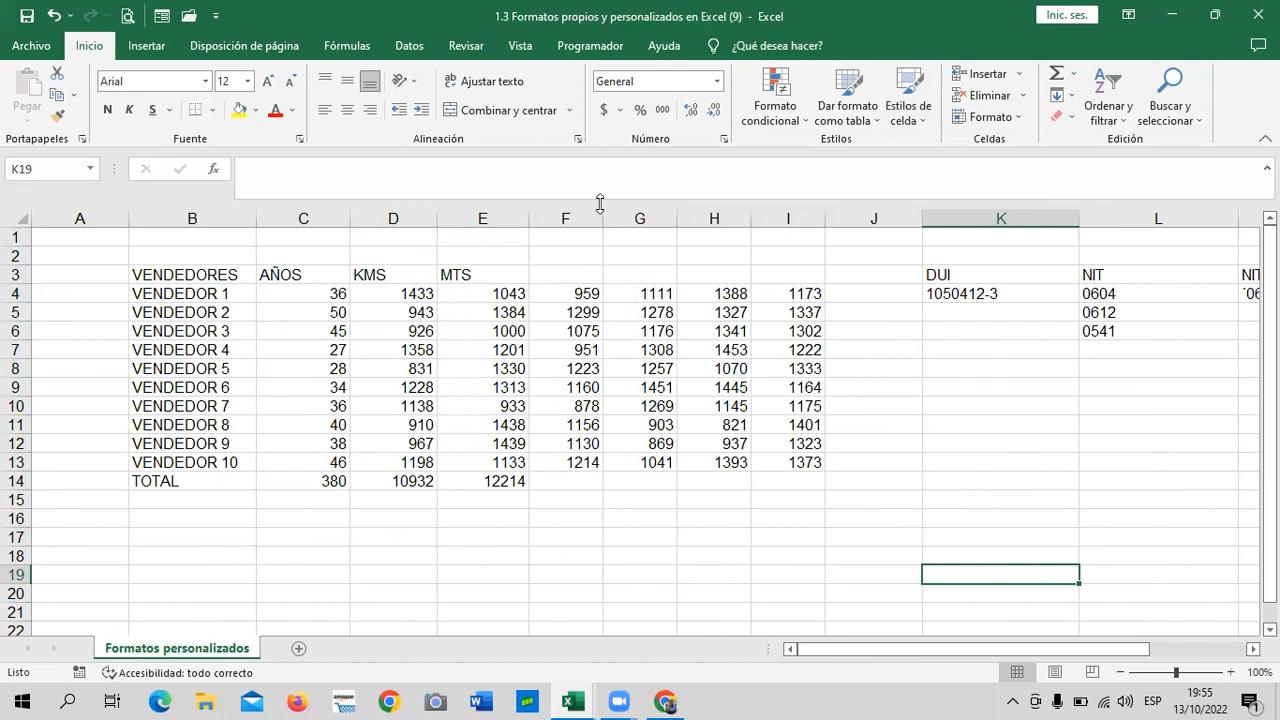 1.3 Formatos propios y personalizados en Excel (9) - Excel
Inic. ses.
Archivo Inicio Insertar Disposición de página Fórmulas Datos Revisar Vista Programador Ayuda ¿Qué desea hacer?
Pegar
Portapapeles
Arial 12
N K S
Fuente
Ajustar texto
Combinar y centrar
Alineación
General
$ % 000
Número
Formato condicional
Dar formato como tabla
Estilos de celda
Estilos
Insertar
Eliminar
Formato
Celdas
Ordenar y filtrar
Buscar y seleccionar
Edición
K19
fx
A B C D E F G H I J K L
1
2
3 VENDEDORES AÑOS KMS MTS DUI NIT NIT
4 VENDEDOR 1 36 1433 1043 959 1111 1388 1173 1050412-3 0604
5 VENDEDOR 2 50 943 1384 1299 1278 1327 1337 0612
6 VENDEDOR 3 45 926 1000 1075 1176 1341 1302 0541
7 VENDEDOR 4 27 1358 1201 951 1308 1453 1222
8 VENDEDOR 5 28 831 1330 1223 1257 1070 1333
9 VENDEDOR 6 34 1228 1313 1160 1451 1445 1164
10 VENDEDOR 7 36 1138 933 878 1269 1145 1175
11 VENDEDOR 8 40 910 1438 1156 903 821 1401
12 VENDEDOR 9 38 967 1439 1130 869 937 1323
13 VENDEDOR 10 46 1198 1133 1214 1041 1393 1373
14 TOTAL 380 10932 12214
15
16
17
18
19
20
21
22
Formatos personalizados
Listo Accesibilidad: todo correcto 100%
ESP 19:55
13/10/2022